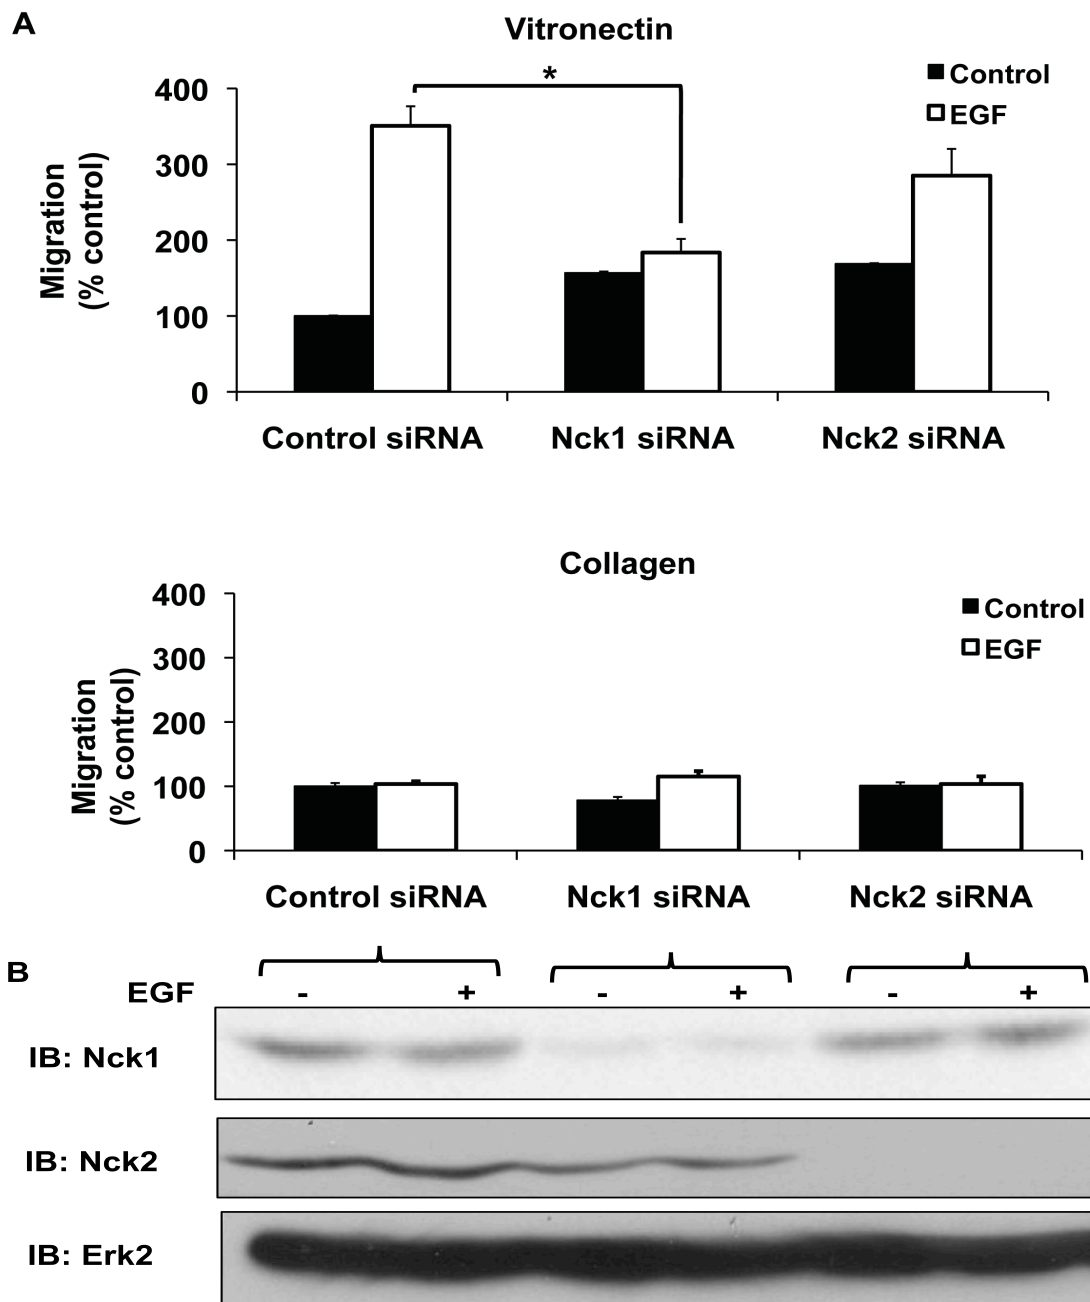 A
Vitronectin
*
Control
EGF
Migration
(% control)
400
300
200
100
0
Control siRNA Nck1 siRNA Nck2 siRNA
Collagen
Control
EGF
Migration
(% control)
400
300
200
100
0
Control siRNA Nck1 siRNA Nck2 siRNA
B
EGF - + - + - +
IB: Nck1
IB: Nck2
IB: Erk2